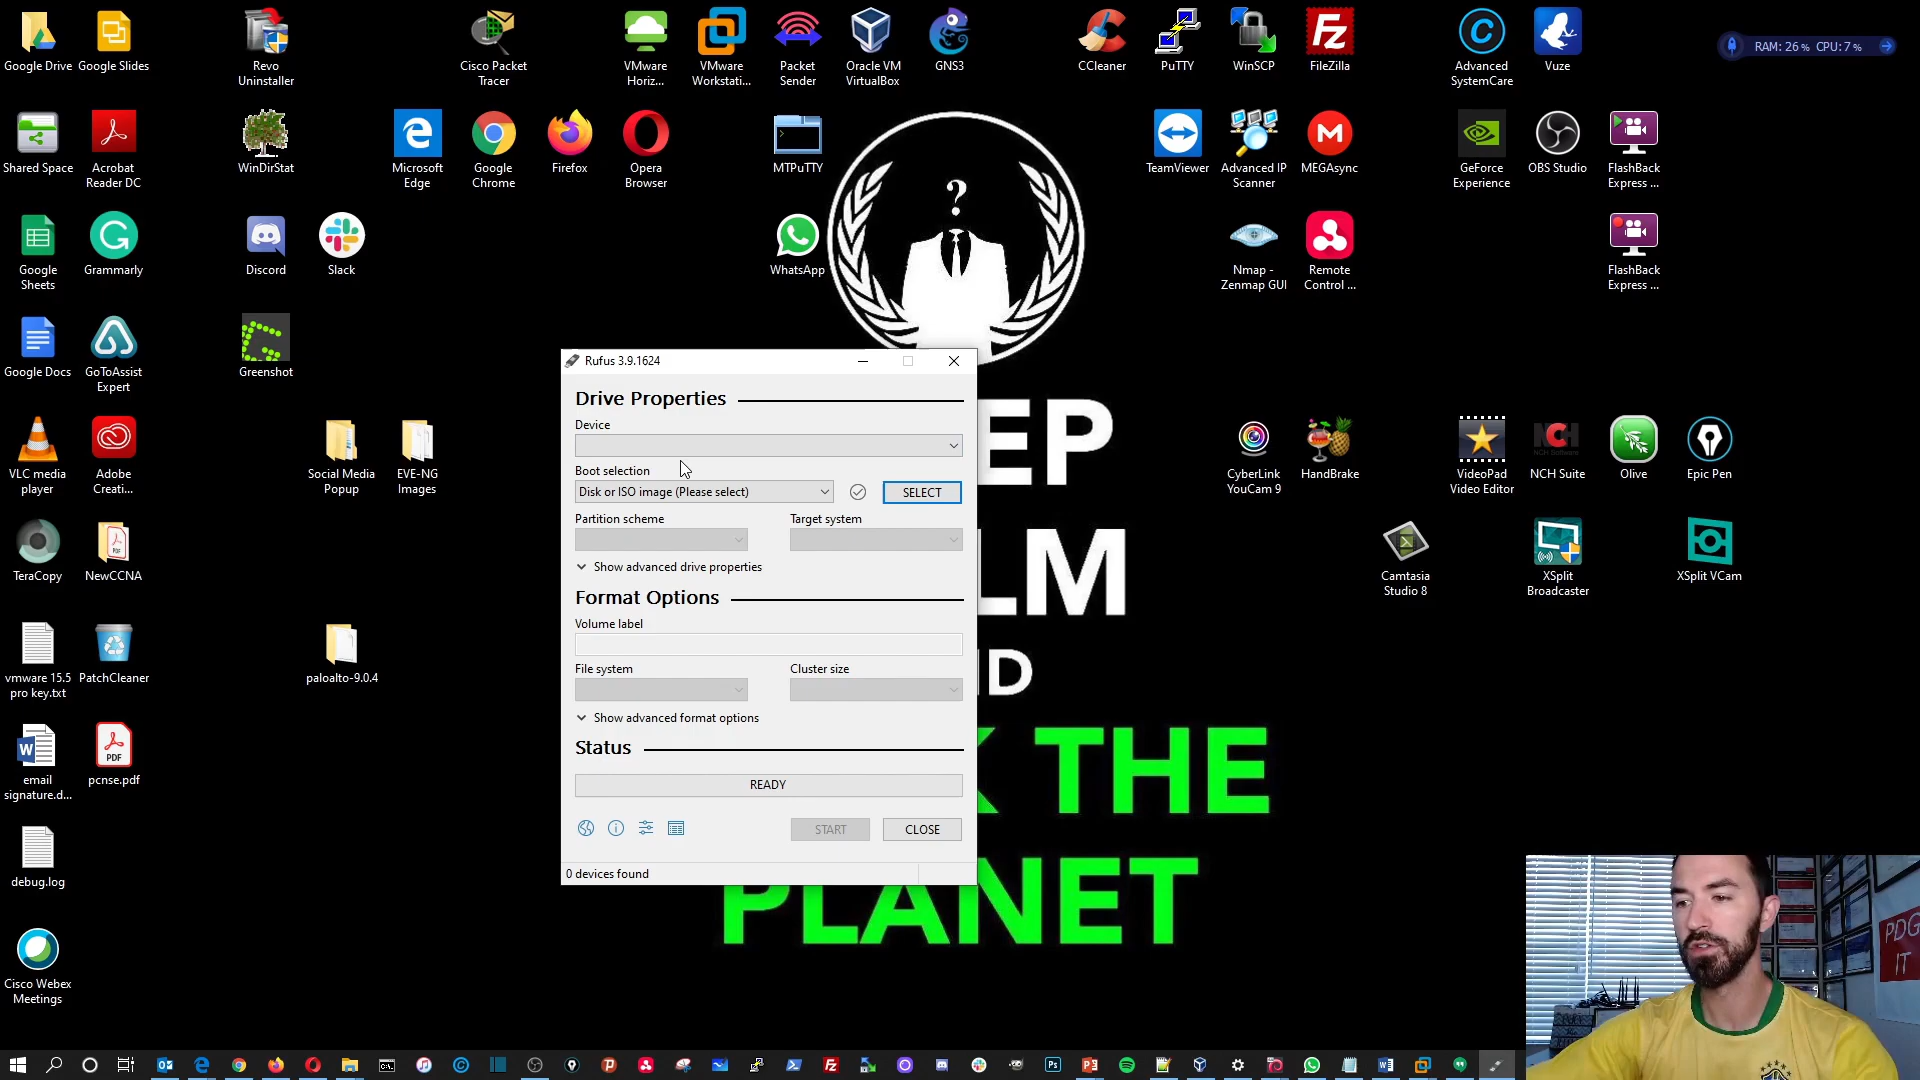 Google Drive
Google Slides
Revo
Uninstaller
Cisco Packet
Tracer
VMware
Horiz...
VMware
Workstati...
Packet
Sender
Oracle VM
VirtualBox
GNS3
CCleaner
PuTTY
WinSCP
FileZilla
Advanced
SystemCare
Vuze
RAM: 26 % CPU: 7 %
Shared Space
Acrobat
Reader DC
WinDirStat
Microsoft
Edge
Google
Chrome
Firefox
Opera
Browser
MTPuTTY
?
TeamViewer
Advanced IP
Scanner
MEGAsync
GeForce
Experience
OBS Studio
FlashBack
Express ...
Google
Sheets
Grammarly
Discord
Slack
WhatsApp
Nmap -
Zenmap GUI
Remote
Control ...
FlashBack
Express ...
Google Docs
GoToAssist
Expert
Greenshot
VLC media
player
Adobe
Creati...
Social Media
Popup
EVE-NG
Images
CyberLink
YouCam 9
HandBrake
VideoPad
Video Editor
NCH Suite
Olive
Epic Pen
TeraCopy
NewCCNA
Camtasia
Studio 8
XSplit
Broadcaster
XSplit VCam
vmware 15.5
pro key.txt
PatchCleaner
paloalto-9.0.4
email
signature.d...
PDF
pcnse.pdf
debug.log
Cisco Webex
Meetings
Rufus 3.9.1624
Drive Properties
Device
Boot selection
Disk or ISO image (Please select)
SELECT
Partition scheme
Target system
Show advanced drive properties
Format Options
Volume label
File system
Cluster size
Show advanced format options
Status
READY
START
CLOSE
0 devices found
EP
LM
D
K THE
PLANET
PDG
IT